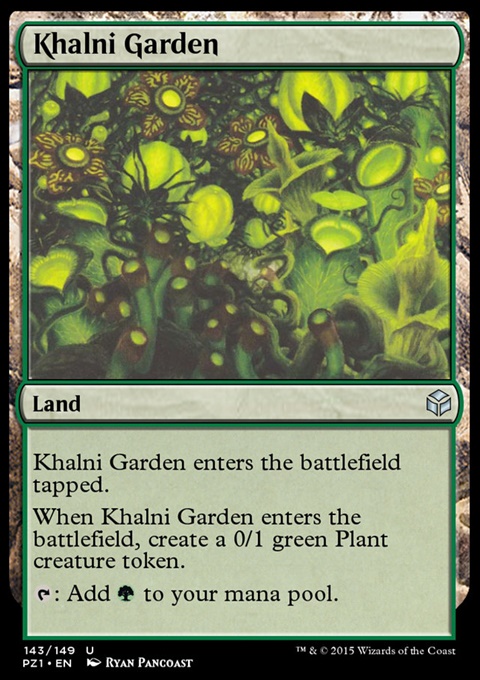 Khalni Garden
Land
Khalni Garden enters the battlefield
tapped.
When Khalni Garden enters the
battlefield, create a 0/1 green Plant
creature token.
: Add to your mana pool.
143/149 U
PZ1 • EN Ryan Pancoast
™ & © 2015 Wizards of the Coast